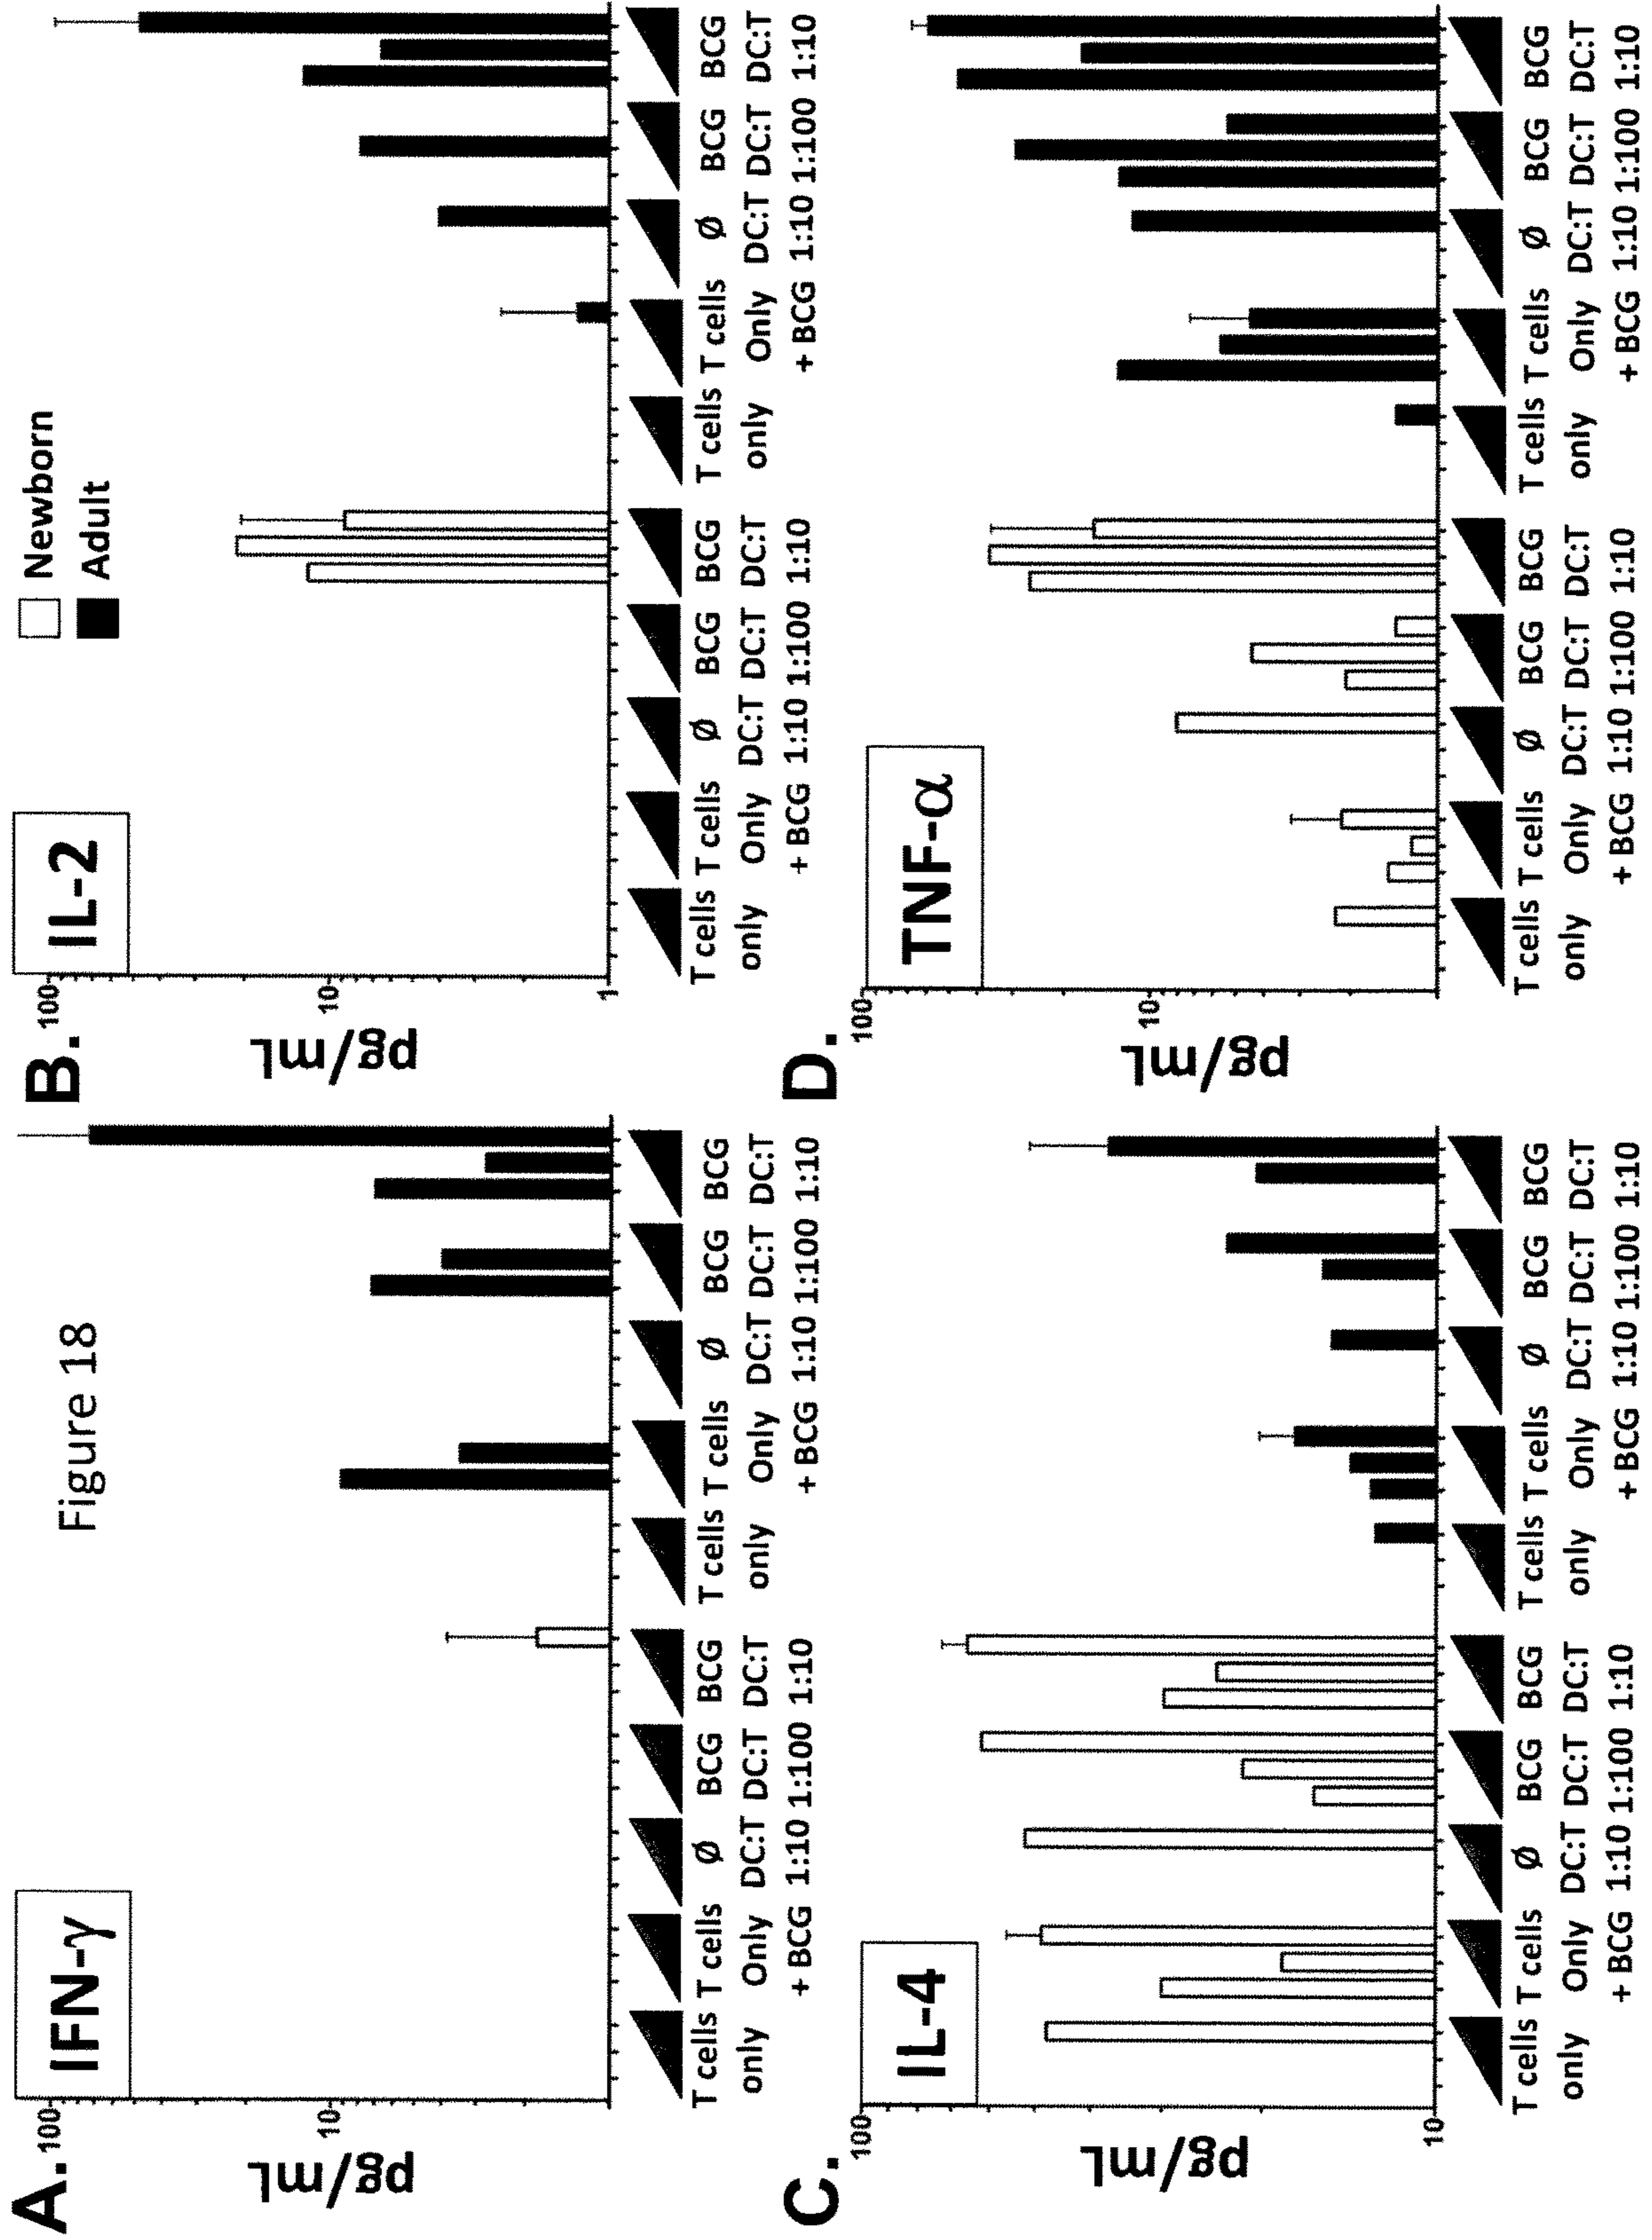 Figure 18
A.
IFN-γ
100
10
pg/mL
T cells T cells Ø BCG BCG T cells T cells Ø BCG BCG
only Only DC:T DC:T DC:T only Only DC:T DC:T DC:T
+ BCG 1:10 1:100 1:10 + BCG 1:10 1:100 1:10
B.
IL-2
Newborn
Adult
100
10
1
pg/mL
T cells T cells Ø BCG BCG T cells T cells Ø BCG BCG
only Only DC:T DC:T DC:T only Only DC:T DC:T DC:T
+ BCG 1:10 1:100 1:10 + BCG 1:10 1:100 1:10
C.
IL-4
100
10
pg/mL
T cells T cells Ø BCG BCG T cells T cells Ø BCG BCG
only Only DC:T DC:T DC:T only Only DC:T DC:T DC:T
+ BCG 1:10 1:100 1:10 + BCG 1:10 1:100 1:10
D.
TNF-α
100
10
pg/mL
T cells T cells Ø BCG BCG T cells T cells Ø BCG BCG
only Only DC:T DC:T DC:T only Only DC:T DC:T DC:T
+ BCG 1:10 1:100 1:10 + BCG 1:10 1:100 1:10